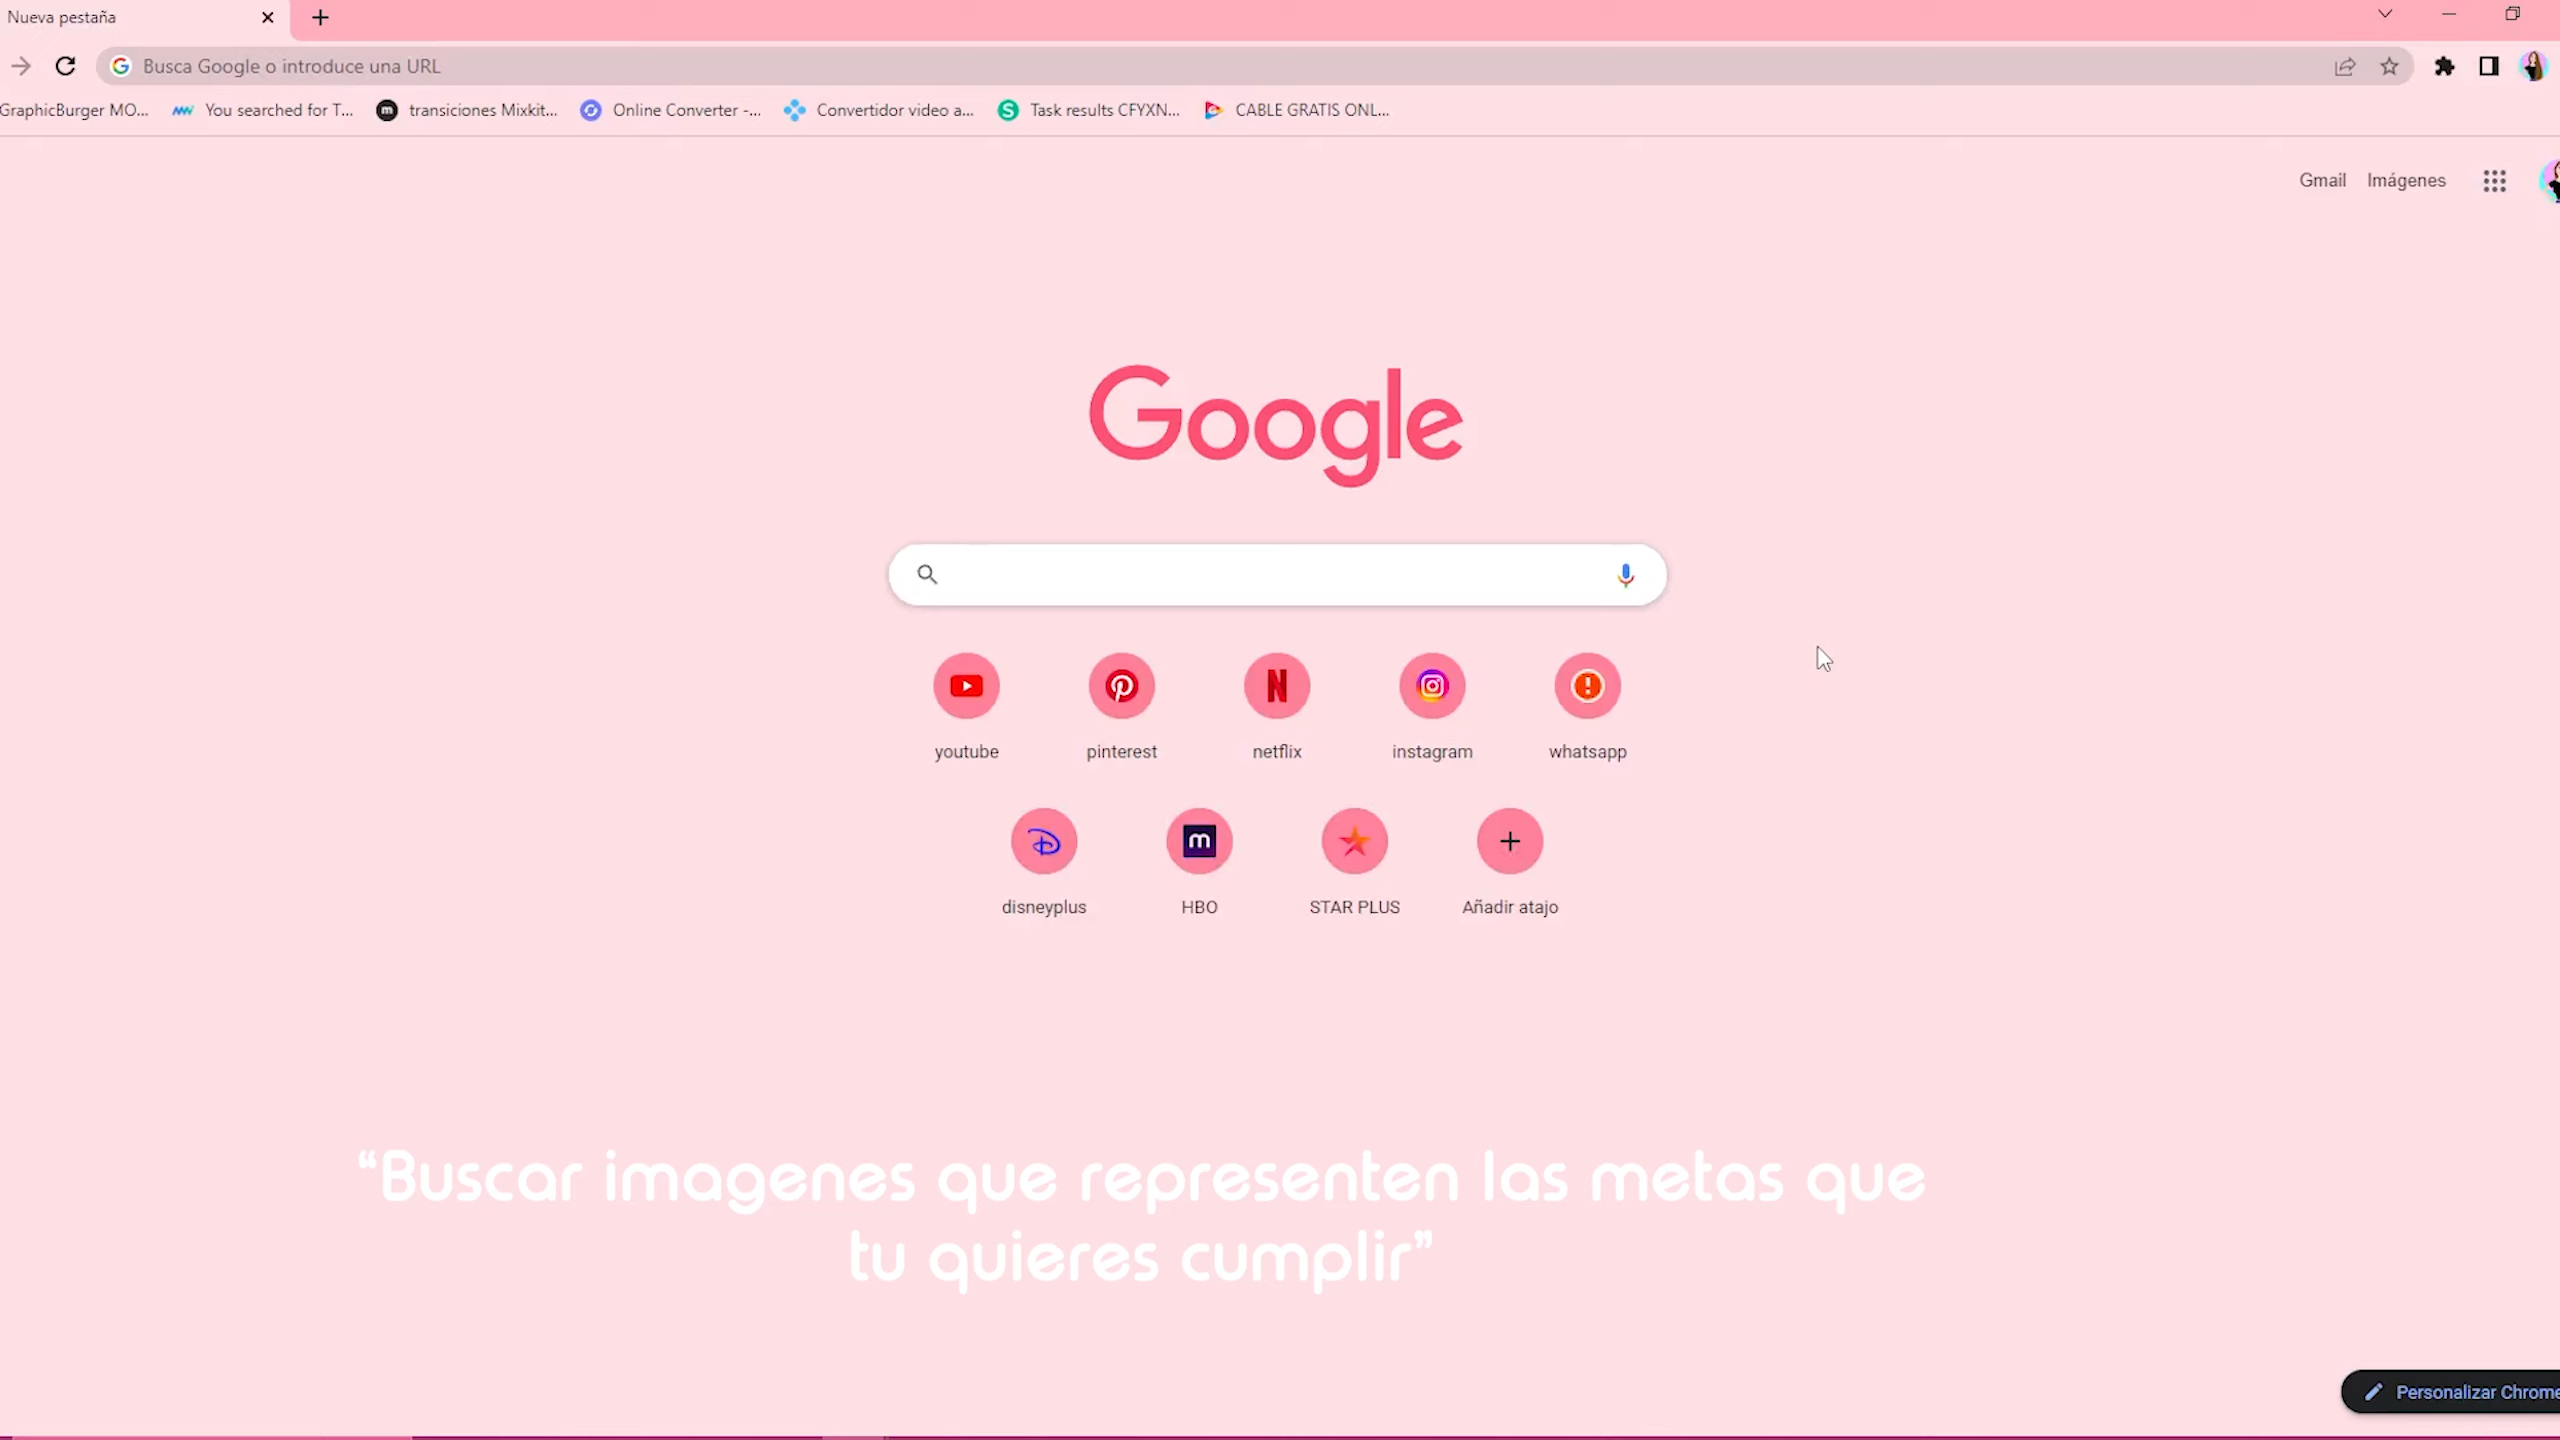 Nueva pestaña
Busca Google o introduce una URL
GraphicBurger MO...
You searched for T...
transiciones Mixkit...
Online Converter -...
Convertidor video a...
Task results CFYXN...
CABLE GRATIS ONL...
Gmail
Imágenes
Google
youtube
pinterest
netflix
instagram
whatsapp
disneyplus
HBO
STAR PLUS
Añadir atajo
“Buscar imagenes que representen las metas que
tu quieres cumplir”
Personalizar Chrome